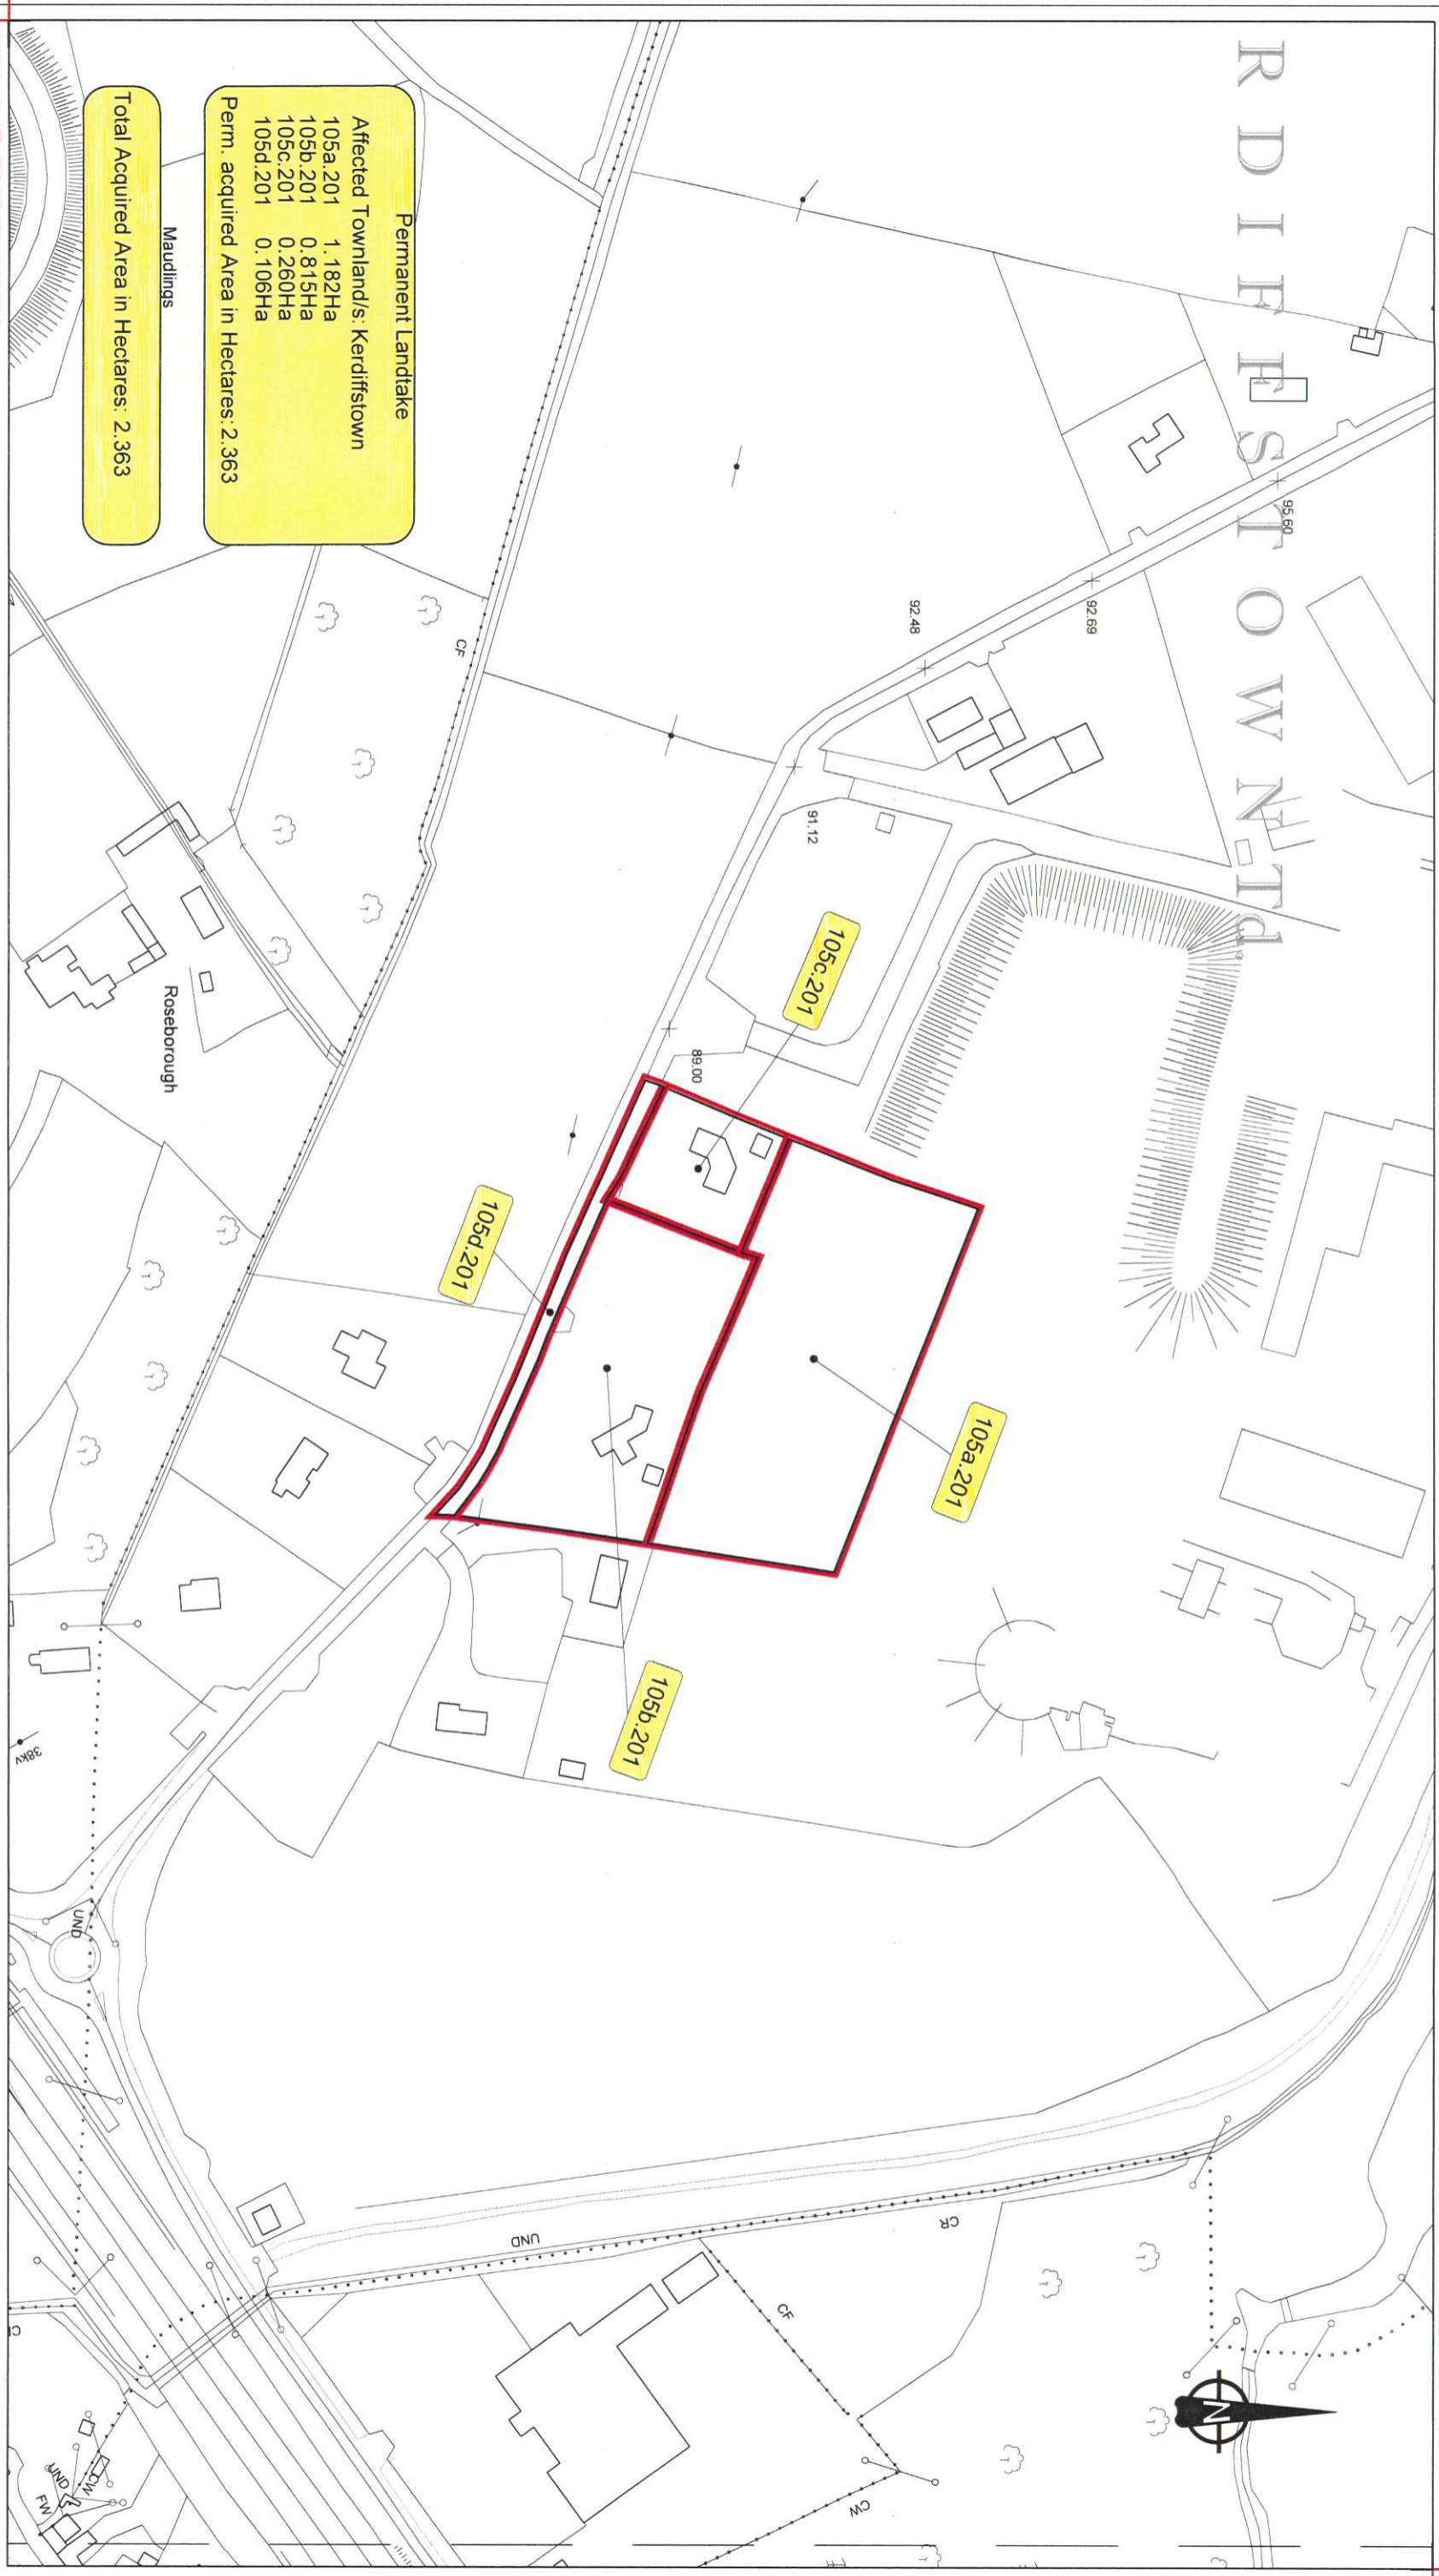 RDIFFSTOWN Td
95.60
92.69
92.48
91.12
89.00
105c.201
105a.201
105d.201
105b.201
Permanent Landtake
Affected Townland/s: Kerdiffstown
105a.201 1.182Ha
105b.201 0.815Ha
105c.201 0.260Ha
105d.201 0.106Ha
Perm. acquired Area in Hectares: 2.363
Maudlings
Total Acquired Area in Hectares: 2.363
CF
Roseborough
38kv
UND
UND
CR
CF
CW
N
UND
CW
FW